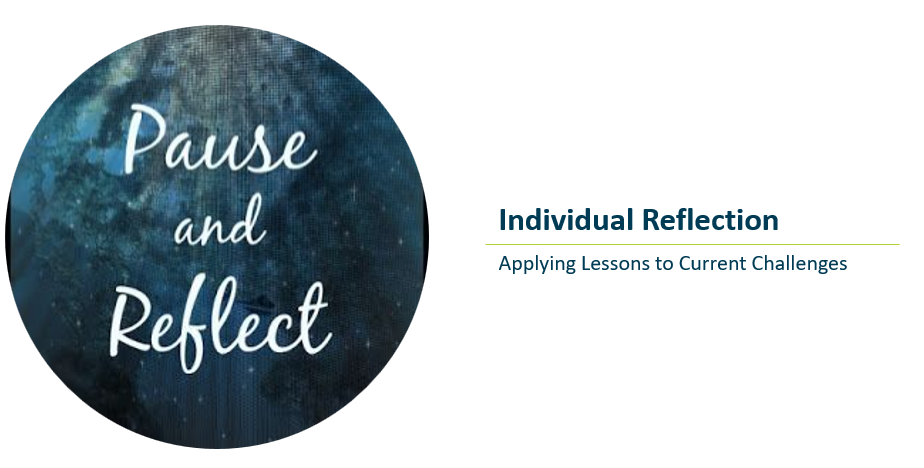 Pause
and
Reflect
Individual Reflection
Applying Lessons to Current Challenges